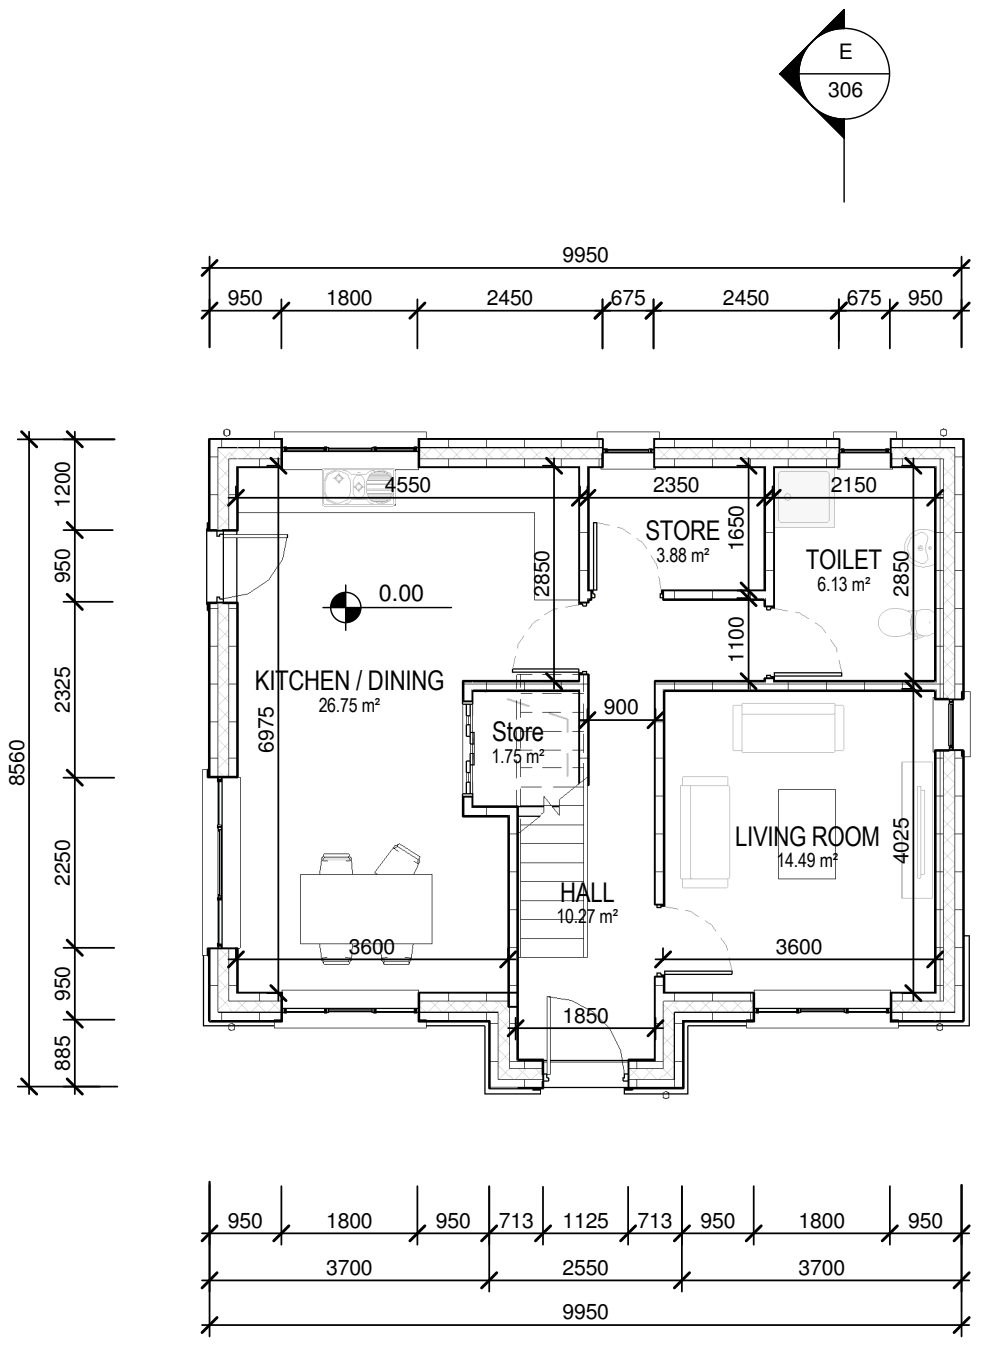 E
306
9950
950 1800 2450 675 2450 675 950
8560
1200
950
2325
2250
950
885
4550 2350 2150
STORE
3.88 m²
1650
TOILET
6.13 m²
2850
2850
0.00
1100
KITCHEN / DINING
26.75 m²
6975
900
Store
1.75 m²
LIVING ROOM
14.49 m²
4025
HALL
10.27 m²
3600 3600
1850
950 1800 950 713 1125 713 950 1800 950
3700 2550 3700
9950